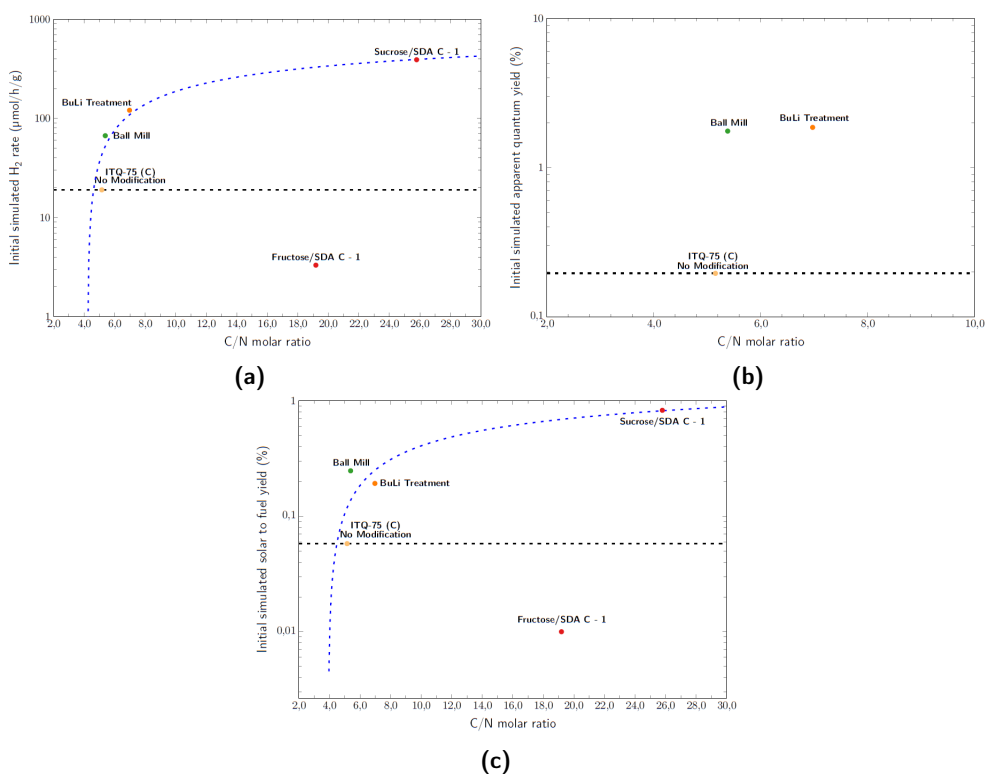 1000
100
10
1
Initial simulated H₂ rate (µmol/h/g)
Sucrose/SDA C - 1
BuLi Treatment
Ball Mill
ITQ-75 (C)
No Modification
Fructose/SDA C - 1
2,0 4,0 6,0 8,0 10,0 12,0 14,0 16,0 18,0 20,0 22,0 24,0 26,0 28,0 30,0
C/N molar ratio
(a)
10
1
0.1
Initial simulated apparent quantum yield (%)
Ball Mill
BuLi Treatment
ITQ-75 (C)
No Modification
2,0 4,0 6,0 8,0 10,0
C/N molar ratio
(b)
1
0,1
0,01
Initial simulated solar to fuel yield (%)
Sucrose/SDA C - 1
Ball Mill
BuLi Treatment
ITQ-75 (C)
No Modification
Fructose/SDA C - 1
2,0 4,0 6,0 8,0 10,0 12,0 14,0 16,0 18,0 20,0 22,0 24,0 26,0 28,0 30,0
C/N molar ratio
(c)